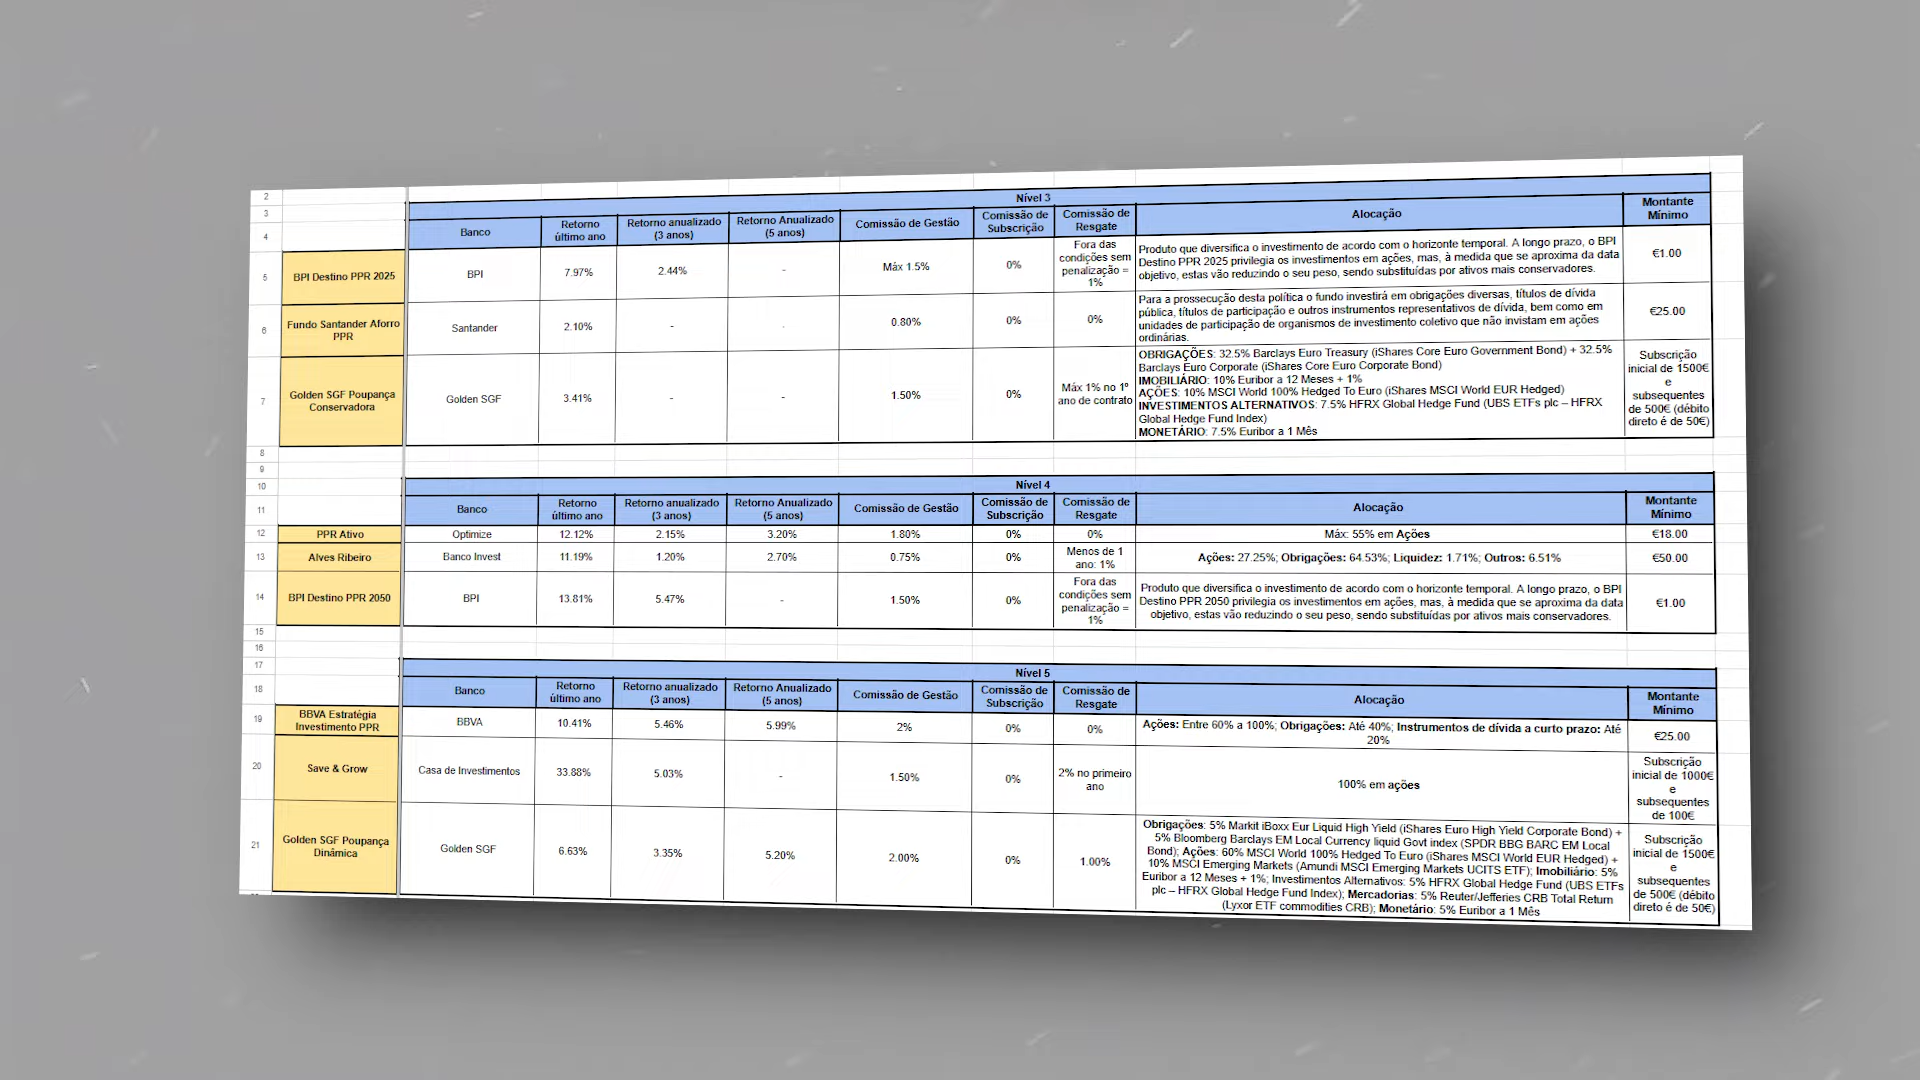 2
3
4
5
6
7
8
9
10
11
12
13
14
15
16
17
18
19
20
21
Nível 3
Banco
Retorno
último ano
Retorno anualizado
(3 anos)
Retorno Anualizado
(5 anos)
Comissão de Gestão
Comissão de
Subscrição
Comissão de
Resgate
Alocação
Montante
Mínimo
BPI Destino PPR 2025
BPI
7.97%
2.44%
-
Máx 1.5%
0%
Fora das
condições sem
penalização =
1%
Produto que diversifica o investimento de acordo com o horizonte temporal. A longo prazo, o BPI
Destino PPR 2025 privilegia os investimentos em ações, mas, à medida que se aproxima da data
objetivo, estas vão reduzindo o seu peso, sendo substituídas por ativos mais conservadores.
€1.00
Fundo Santander Aforro
PPR
Santander
2.10%
-
-
0.80%
0%
0%
Para a prossecução desta política o fundo investirá em obrigações diversas, títulos de dívida
pública, títulos de participação e outros instrumentos representativos de dívida, bem como em
unidades de participação de organismos de investimento coletivo que não invistam em ações
ordinárias.
€25.00
Golden SGF Poupança
Conservadora
Golden SGF
3.41%
-
-
1.50%
0%
Máx 1% no 1º
ano de contrato
OBRIGAÇÕES: 32.5% Barclays Euro Treasury (iShares Core Euro Government Bond) + 32.5%
Barclays Euro Corporate (iShares Core Euro Corporate Bond)
IMOBILIÁRIO: 10% Euribor a 12 Meses + 1%
AÇÕES: 10% MSCI World 100% Hedged To Euro (iShares MSCI World EUR Hedged)
INVESTIMENTOS ALTERNATIVOS: 7.5% HFRX Global Hedge Fund (UBS ETFs plc – HFRX
Global Hedge Fund Index)
MONETÁRIO: 7.5% Euribor a 1 Mês
Subscrição
inicial de 1500€
e
subsequentes
de 500€ (débito
direto é de 50€)
Nível 4
Banco
Retorno
último ano
Retorno anualizado
(3 anos)
Retorno Anualizado
(5 anos)
Comissão de Gestão
Comissão de
Subscrição
Comissão de
Resgate
Alocação
Montante
Mínimo
PPR Ativo
Optimize
12.12%
2.15%
3.20%
1.80%
0%
0%
Máx: 55% em Ações
€18.00
Alves Ribeiro
Banco Invest
11.19%
1.20%
2.70%
0.75%
0%
Menos de 1
ano: 1%
Ações: 27.25%; Obrigações: 64.53%; Liquidez: 1.71%; Outros: 6.51%
€50.00
BPI Destino PPR 2050
BPI
13.81%
5.47%
-
1.50%
0%
Fora das
condições sem
penalização =
1%
Produto que diversifica o investimento de acordo com o horizonte temporal. A longo prazo, o BPI
Destino PPR 2050 privilegia os investimentos em ações, mas, à medida que se aproxima da data
objetivo, estas vão reduzindo o seu peso, sendo substituídas por ativos mais conservadores.
€1.00
Nível 5
Banco
Retorno
último ano
Retorno anualizado
(3 anos)
Retorno Anualizado
(5 anos)
Comissão de Gestão
Comissão de
Subscrição
Comissão de
Resgate
Alocação
Montante
Mínimo
BBVA Estratégia
Investimento PPR
BBVA
10.41%
5.46%
5.99%
2%
0%
0%
Ações: Entre 60% a 100%; Obrigações: Até 40%; Instrumentos de dívida a curto prazo: Até
20%
€25.00
Save & Grow
Casa de Investimentos
33.88%
5.03%
-
1.50%
0%
2% no primeiro
ano
100% em ações
Subscrição
inicial de 1000€
e
subsequentes
de 100€
Golden SGF Poupança
Dinâmica
Golden SGF
6.63%
3.35%
5.20%
2.00%
0%
1.00%
Obrigações: 5% Markit iBoxx Eur Liquid High Yield (iShares Euro High Yield Corporate Bond) +
5% Bloomberg Barclays EM Local Currency liquid Govt index (SPDR BBG BARC EM Local
Bond); Ações: 60% MSCI World 100% Hedged To Euro (iShares MSCI World EUR Hedged) +
10% MSCI Emerging Markets (Amundi MSCI Emerging Markets UCITS ETF); Imobiliário: 5%
Euribor a 12 Meses + 1%; Investimentos Alternativos: 5% HFRX Global Hedge Fund (UBS ETFs
plc – HFRX Global Hedge Fund Index); Mercadorias: 5% Reuter/Jefferies CRB Total Return
(Lyxor ETF commodities CRB); Monetário: 5% Euribor a 1 Mês
Subscrição
inicial de 1500€
e
subsequentes
de 500€ (débito
direto é de 50€)